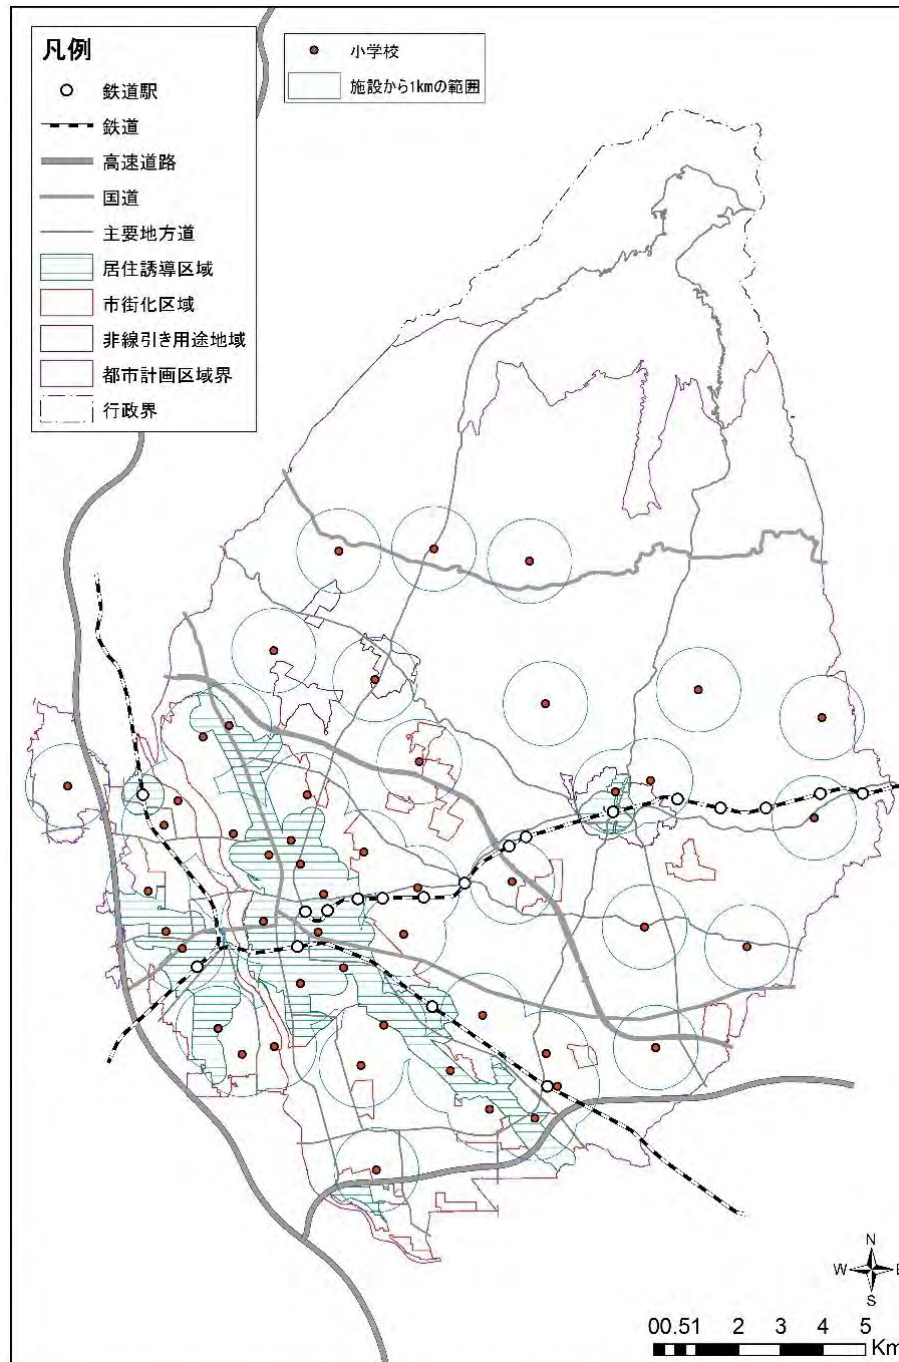 凡例
鉄道駅
鉄道
高速道路
国道
主要地方道
居住誘導区域
市街化区域
非線引き用途地域
都市計画区域界
行政界
小学校
施設から1kmの範囲
N
W E
S
00.51 2 3 4 5
Km